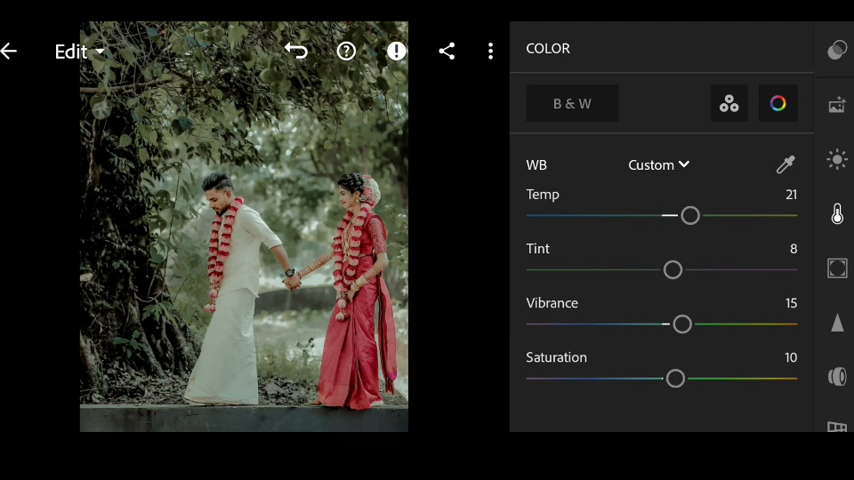 Edit
COLOR
B & W
WB Custom
Temp 21
Tint 8
Vibrance 15
Saturation 10